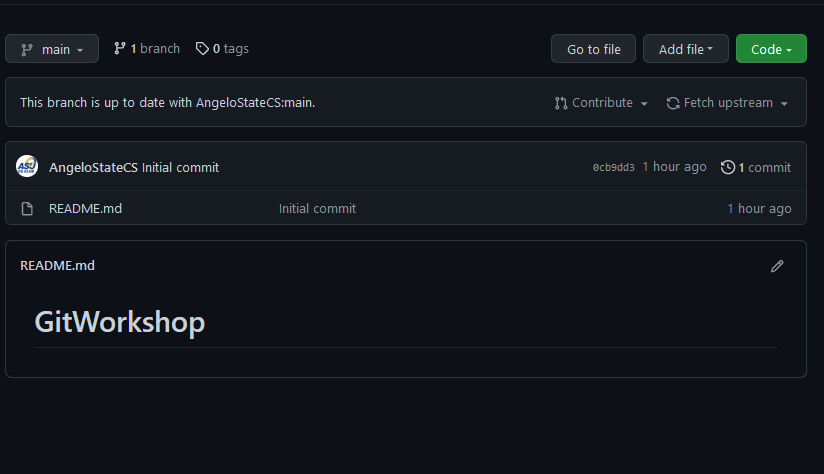 main 1 branch 0 tags Go to file Add file Code
This branch is up to date with AngeloStateCS:main. Contribute Fetch upstream
ASU
CS CLUB
AngeloStateCS Initial commit 0cb9dd3 1 hour ago 1 commit
README.md Initial commit 1 hour ago
README.md
GitWorkshop